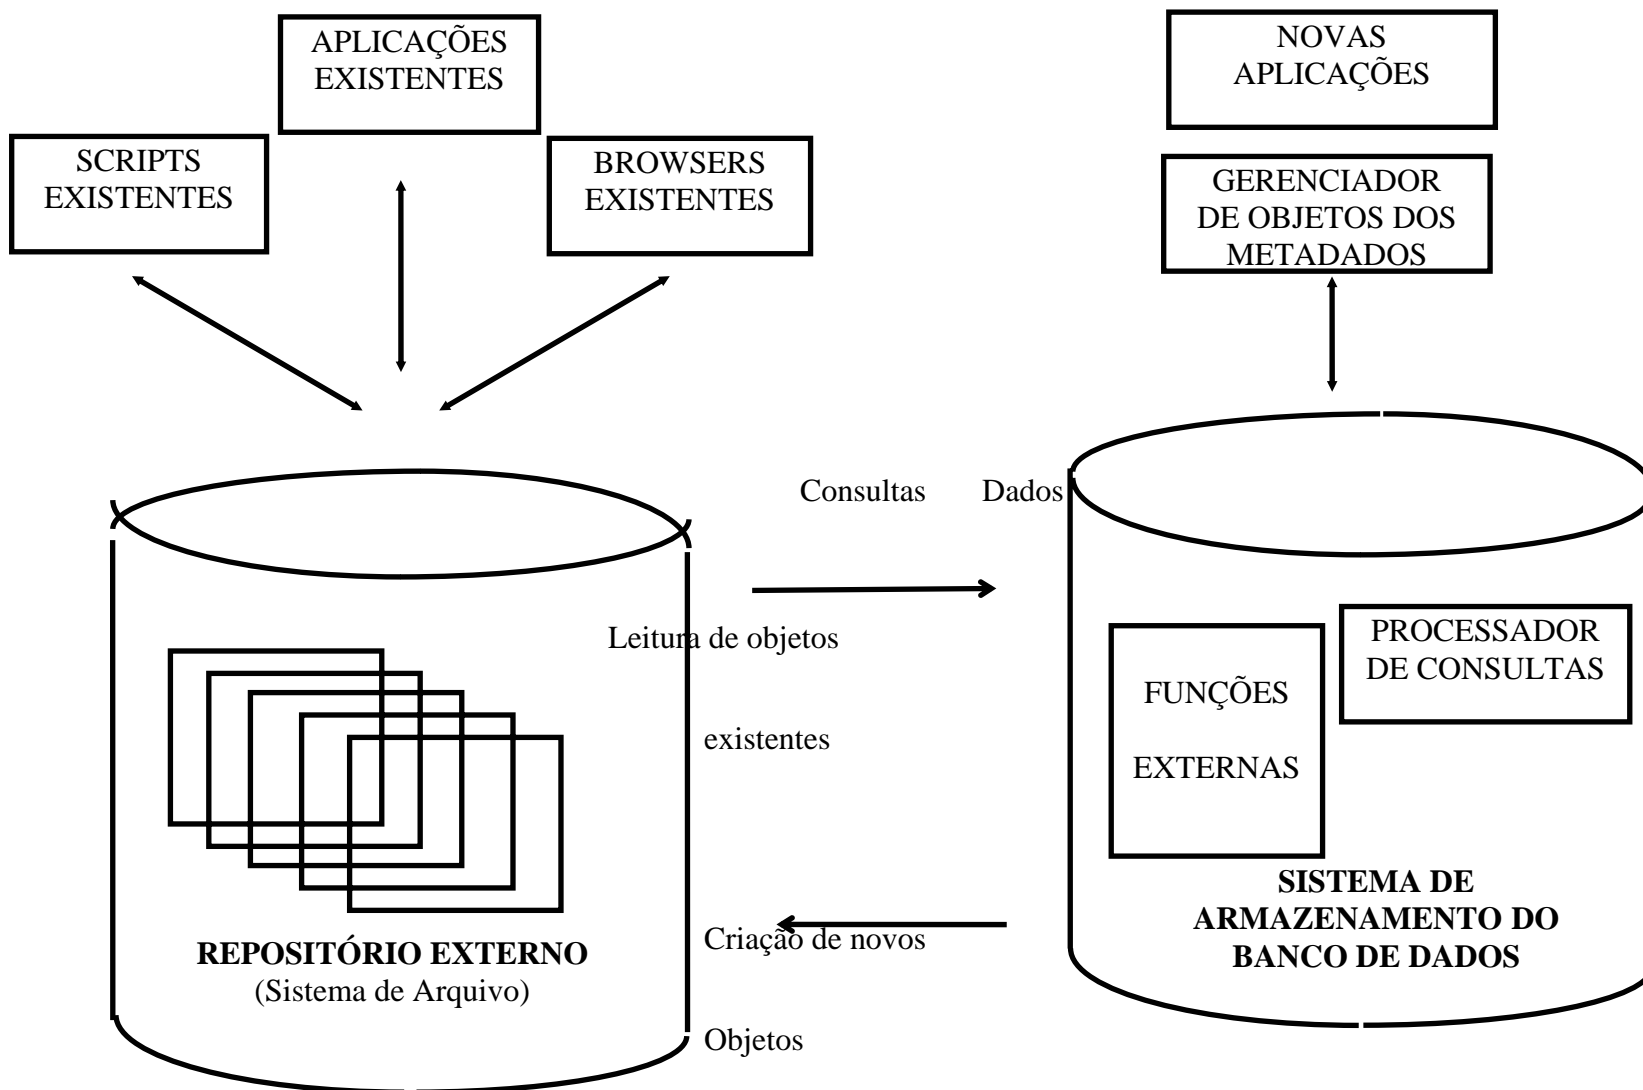 APLICAÇÕES
EXISTENTES
NOVAS
APLICAÇÕES
SCRIPTS
EXISTENTES
BROWSERS
EXISTENTES
GERENCIADOR
DE OBJETOS DOS
METADADOS
Consultas Dados
Leitura de objetos
existentes
PROCESSADOR
DE CONSULTAS
FUNÇÕES
EXTERNAS
SISTEMA DE
ARMAZENAMENTO DO
BANCO DE DADOS
REPOSITÓRIO EXTERNO
(Sistema de Arquivo)
Criação de novos
Objetos